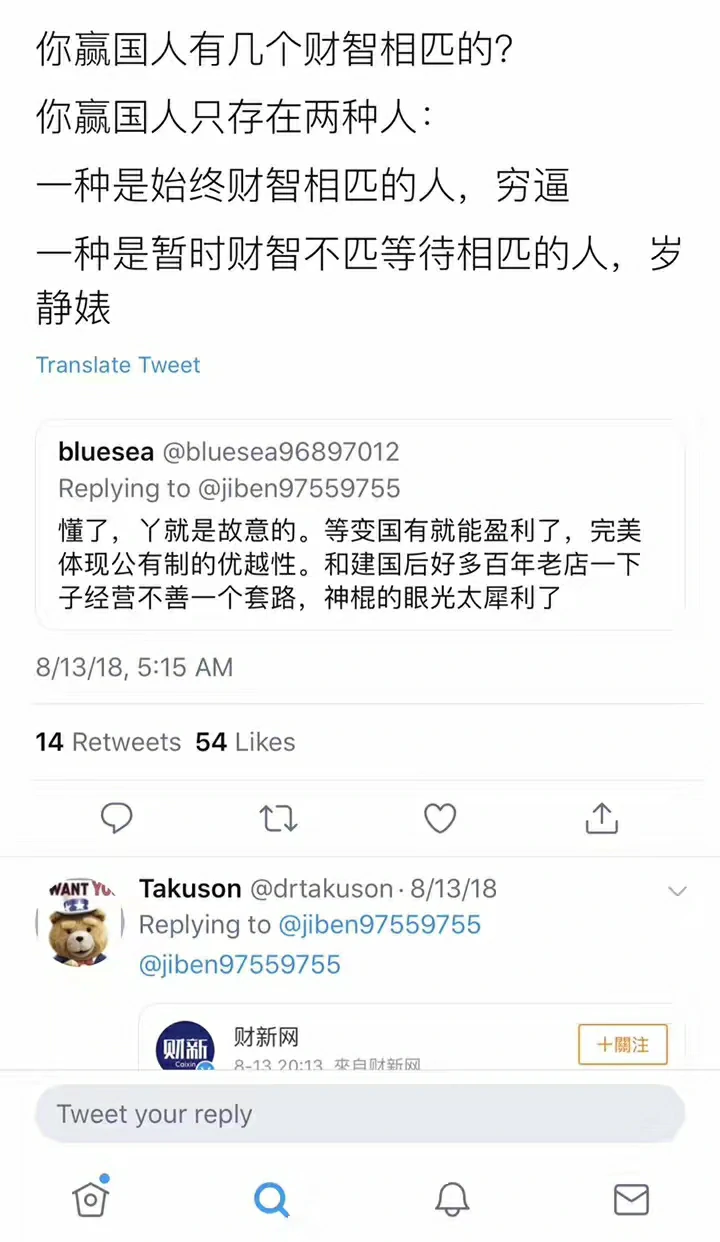 你赢国人有几个财智相匹的？
你赢国人只存在两种人：
一种是始终财智相匹的人，穷逼
一种是暂时财智不匹等待相匹的人，岁
静婊
Translate Tweet
bluesea @bluesea96897012
Replying to @jiben97559755
懂了，丫就是故意的。等变国有就能盈利了，完美
体现公有制的优越性。和建国后好多百年老店一下
子经营不善一个套路，神棍的眼光太犀利了
8/13/18, 5:15 AM
14 Retweets 54 Likes
WANT YU
Takuson @drtakuson · 8/13/18
Replying to @jiben97559755
@jiben97559755
财新
Caixin
财新网
8-13 20:13 来自财新网
＋關注
Tweet your reply